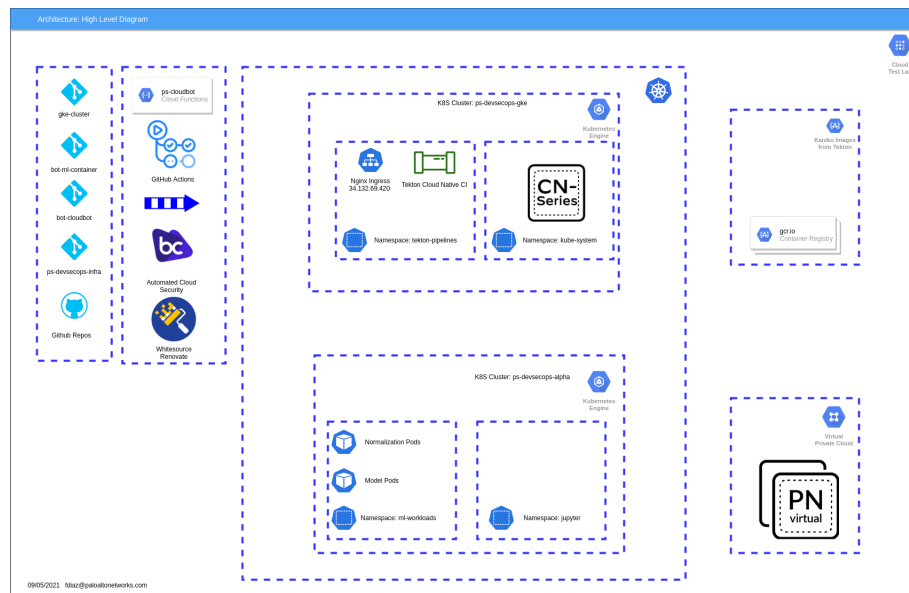 Architecture: High Level Diagram
Cloud
Test La
gke-cluster
bot-ml-container
bot-cloudbot
ps-devsecops-infra
Github Repos
ps-cloudbot
Cloud Functions
GitHub Actions
bc
Automated Cloud
Security
Whitesource
Renovate
K8S Cluster: ps-devsecops-gke
Kubernetes
Engine
Nginx Ingress
34.132.69.420
Tekton Cloud Native CI
Namespace: tekton-pipelines
CN-
Series
Namespace: kube-system
K8S Cluster: ps-devsecops-alpha
Kubernetes
Engine
Normalization Pods
Model Pods
Namespace: ml-workloads
Namespace: jupyter
Kaniko Images
from Tekton
gcr.io
Container Registry
Virtual
Private Cloud
PN
virtual
09/05/2021 fdiaz@paloaltonetworks.com